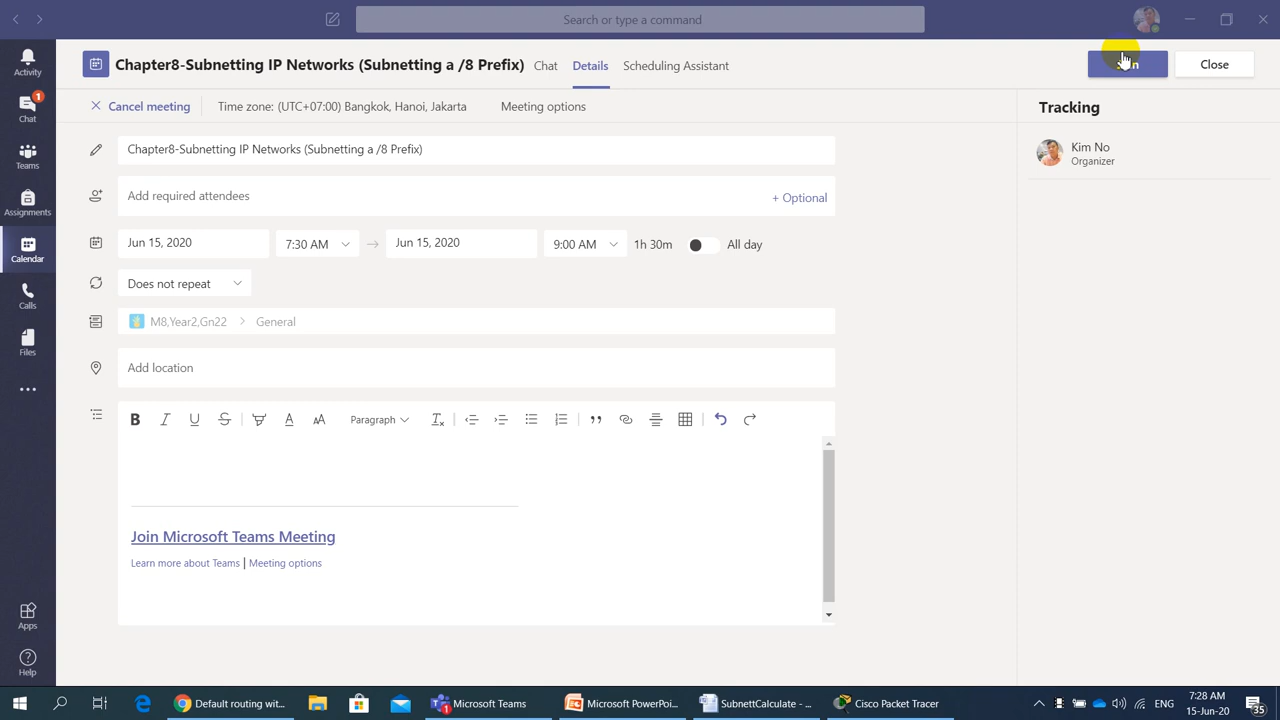 Search or type a command
Activity
Chapter8-Subnetting IP Networks (Subnetting a /8 Prefix)
Chat
Details
Scheduling Assistant
Close
1
Chat
Cancel meeting
Time zone: (UTC+07:00) Bangkok, Hanoi, Jakarta
Meeting options
Tracking
Teams
Chapter8-Subnetting IP Networks (Subnetting a /8 Prefix)
Kim No
Organizer
Assignments
Add required attendees
+ Optional
Calendar
Jun 15, 2020
7:30 AM
Jun 15, 2020
9:00 AM
1h 30m
All day
Calls
Does not repeat
Files
M8,Year2,Gn22
General
Add location
B I U S A AA Paragraph
Join Microsoft Teams Meeting
Learn more about Teams | Meeting options
Apps
Help
Default routing wit...
1
Microsoft Teams
Microsoft PowerPoi...
SubnettCalculate - ...
Cisco Packet Tracer
ENG
7:28 AM
15-Jun-20
35